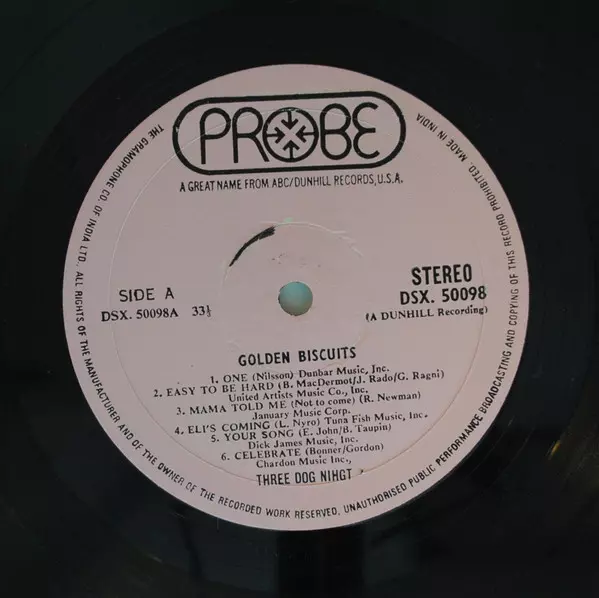 PROBE
A GREAT NAME FROM ABC/DUNHILL RECORDS, U.S.A.
THE GRAMOPHONE CO. OF INDIA LTD. ALL RIGHTS OF THE MANUFACTURER AND OF THE OWNER OF THE RECORDED WORK RESERVED, UNAUTHORISED PUBLIC PERFORMANCE BROADCASTING AND COPYING OF THIS RECORD PROHIBITED. MADE IN INDIA
SIDE A
DSX. 50098A 33⅓
STEREO
DSX. 50098
(A DUNHILL Recording)
GOLDEN BISCUITS
1. ONE (Nilsson) Dunbar Music, Inc.
2. EASY TO BE HARD (B. MacDermot/J. Rado/G. Ragni)
United Artists Music Co., Inc.
3. MAMA TOLD ME (Not to come) (R. Newman)
January Music Corp.
4. ELI'S COMING (L. Nyro) Tuna Fish Music, Inc.
5. YOUR SONG (E. John/B. Taupin)
Dick James Music, Inc.
6. CELEBRATE (Bonner/Gordon)
Chardon Music Inc.,
THREE DOG NIHGT